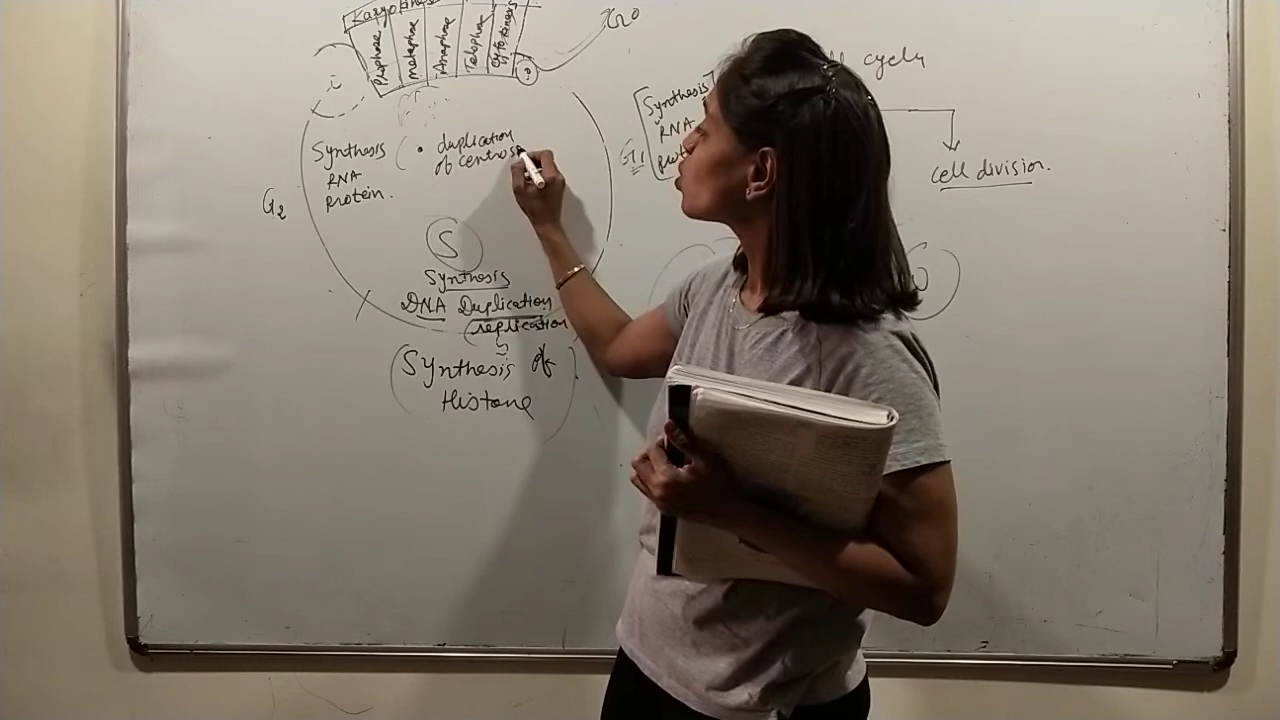 Karyokinesis
Prophase
metaphase
Anaphase
Telophase
cytokinesis
G0
cell cycle
Synthesis
RNA
G1
cell division.
i
Synthesis
RNA
protein.
G2
• duplication
of centros
S
Synthesis
DNA Duplication
(replication
(Synthesis of
Histone